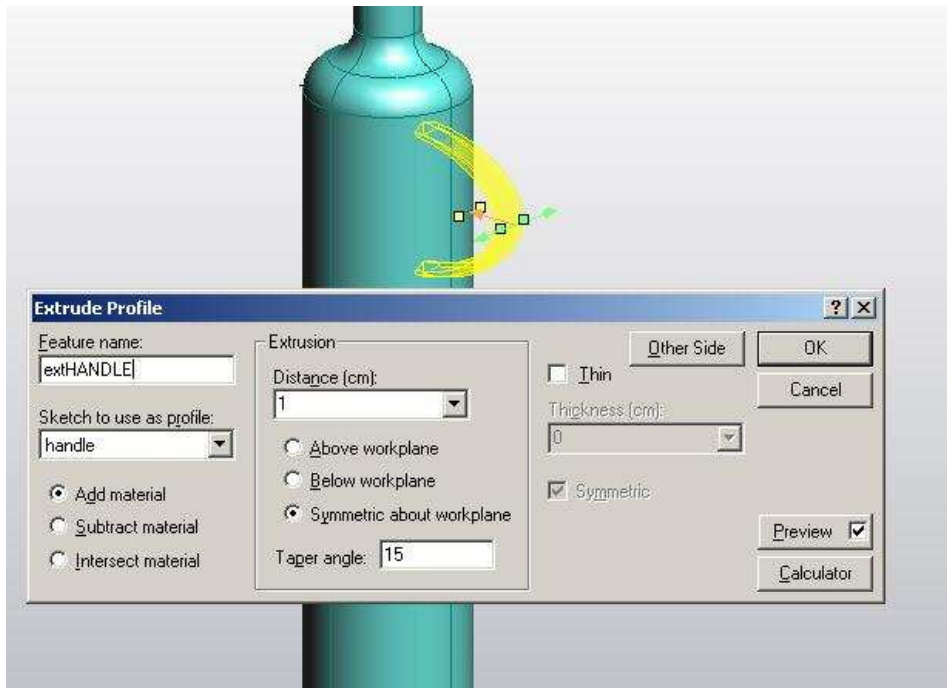 Extrude Profile
Feature name:
extHANDLE
Sketch to use as profile:
handle
Add material
Subtract material
Intersect material
Extrusion
Distance (cm):
1
Above workplane
Below workplane
Symmetric about workplane
Taper angle: 15
Other Side
Thin
Thickness (cm):
0
Symmetric
OK
Cancel
Preview
Calculator